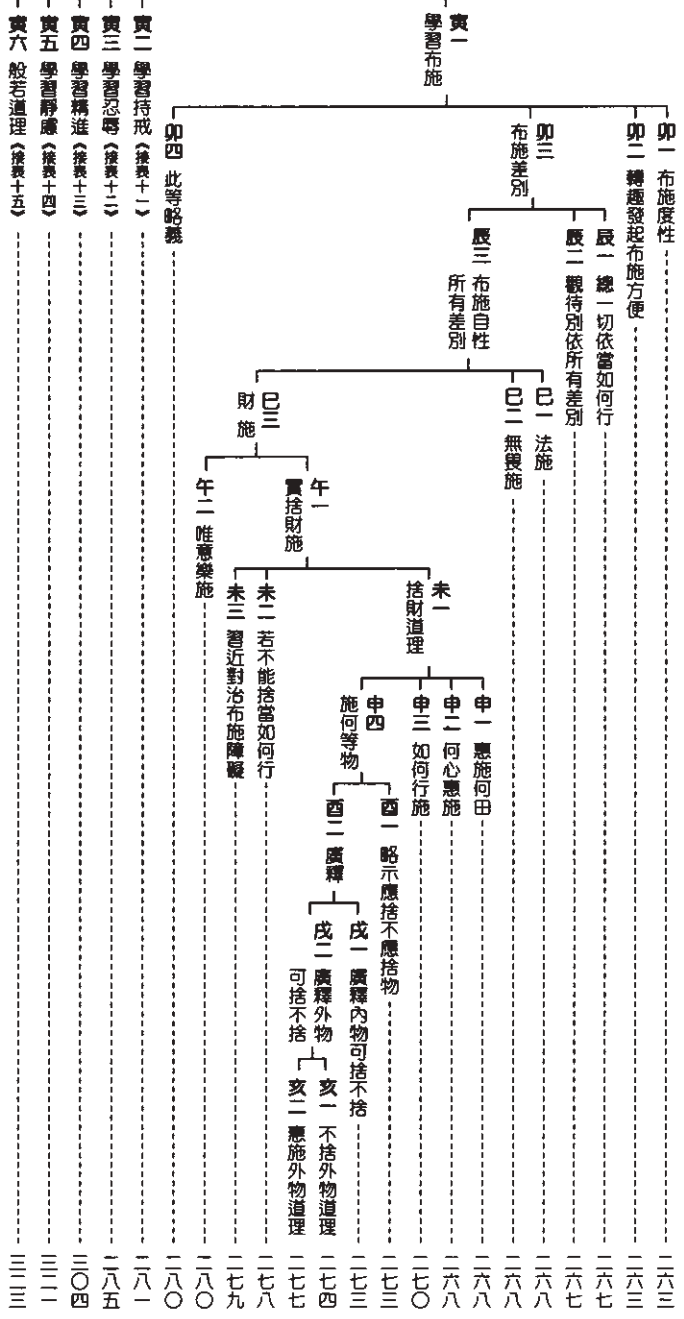 寅一 學習布施
卯一 布施度性 二六三
卯二 轉趣發起布施方便 二六三
卯三 布施差別
辰一 總一切依當如何行 二六七
辰二 觀待別依所有差別 二六七
辰三 布施自性所有差別
巳一 法施 二六八
巳二 無畏施 二六八
巳三 財施
午一 實捨財施
未一 捨財道理
申一 惠施何田 二六八
申二 何心惠施 二六八
申三 如何行施 二七〇
申四 施何等物
酉一 略示應捨不應捨物 二七三
酉二 廣釋
戌一 廣釋內物可捨不捨 二七三
戌二 廣釋外物可捨不捨
亥一 不捨外物道理 二七四
亥二 惠施外物道理 二七七
未二 若不能捨當如何行 二七八
未三 習近對治布施障礙 二七九
午二 唯意樂施 二八〇
卯四 此等略義 二八〇
寅二 學習持戒《接表十一》 二八一
寅三 學習忍辱《接表十二》 二八五
寅四 學習精進《接表十三》 三〇四
寅五 學習靜慮《接表十四》 三二一
寅六 般若道理《接表十五》 三二三